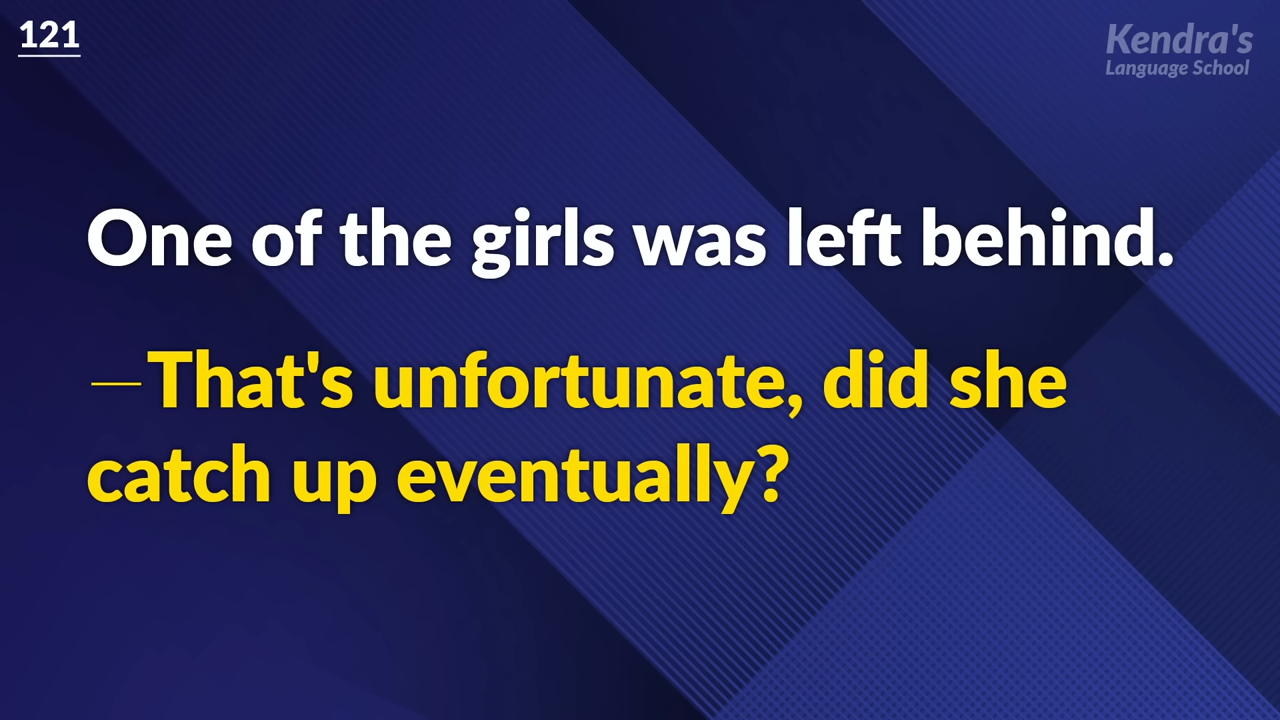 121
Kendra's
Language School
One of the girls was left behind.
—That's unfortunate, did she
catch up eventually?